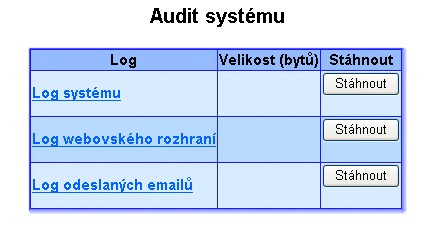 Audit systému
Log Velikost (bytů) Stáhnout
Log systému Stáhnout
Log webovského rozhraní Stáhnout
Log odeslaných emailů Stáhnout